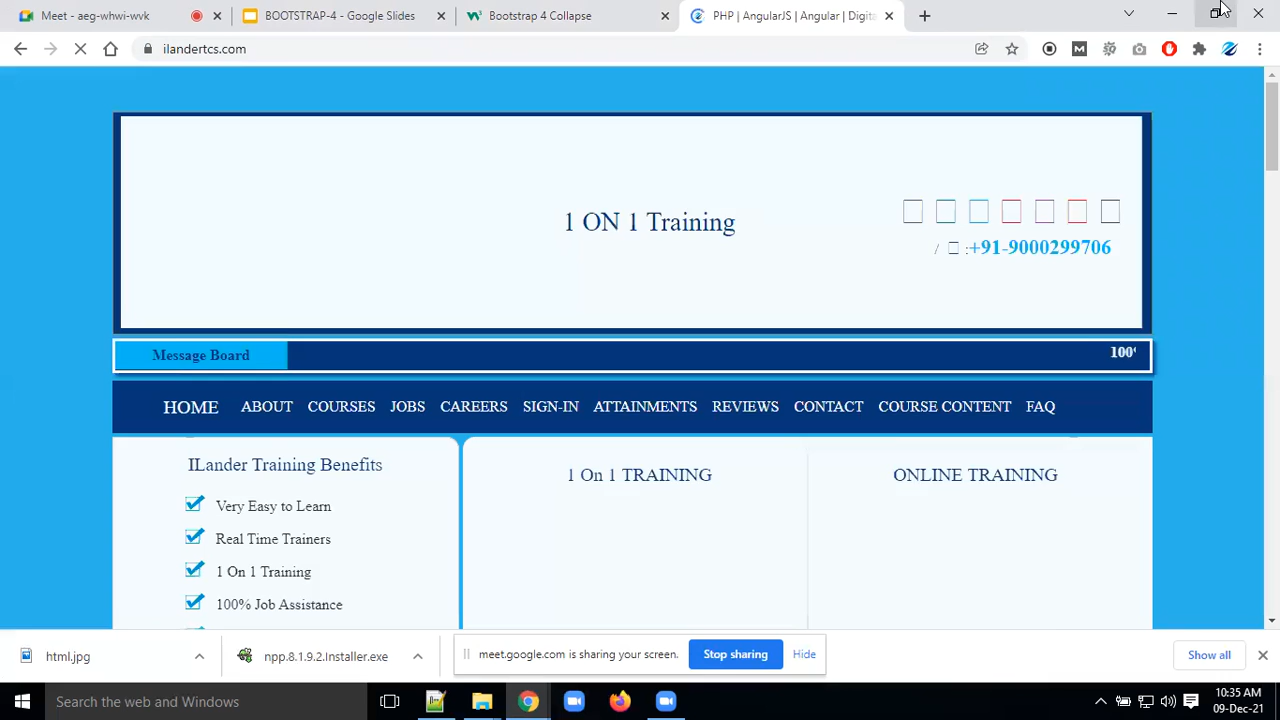 Meet - aeg-whwi-wvk
BOOTSTRAP-4 - Google Slides
Bootstrap 4 Collapse
PHP | AngularJS | Angular | Digita
ilandertcs.com
1 ON 1 Training
/ :+91-9000299706
Message Board
100%
HOME ABOUT COURSES JOBS CAREERS SIGN-IN ATTAINMENTS REVIEWS CONTACT COURSE CONTENT FAQ
ILander Training Benefits
Very Easy to Learn
Real Time Trainers
1 On 1 Training
100% Job Assistance
1 On 1 TRAINING
ONLINE TRAINING
html.jpg
npp.8.1.9.2.Installer.exe
meet.google.com is sharing your screen.
Stop sharing
Hide
Show all
Search the web and Windows
10:35 AM
09-Dec-21